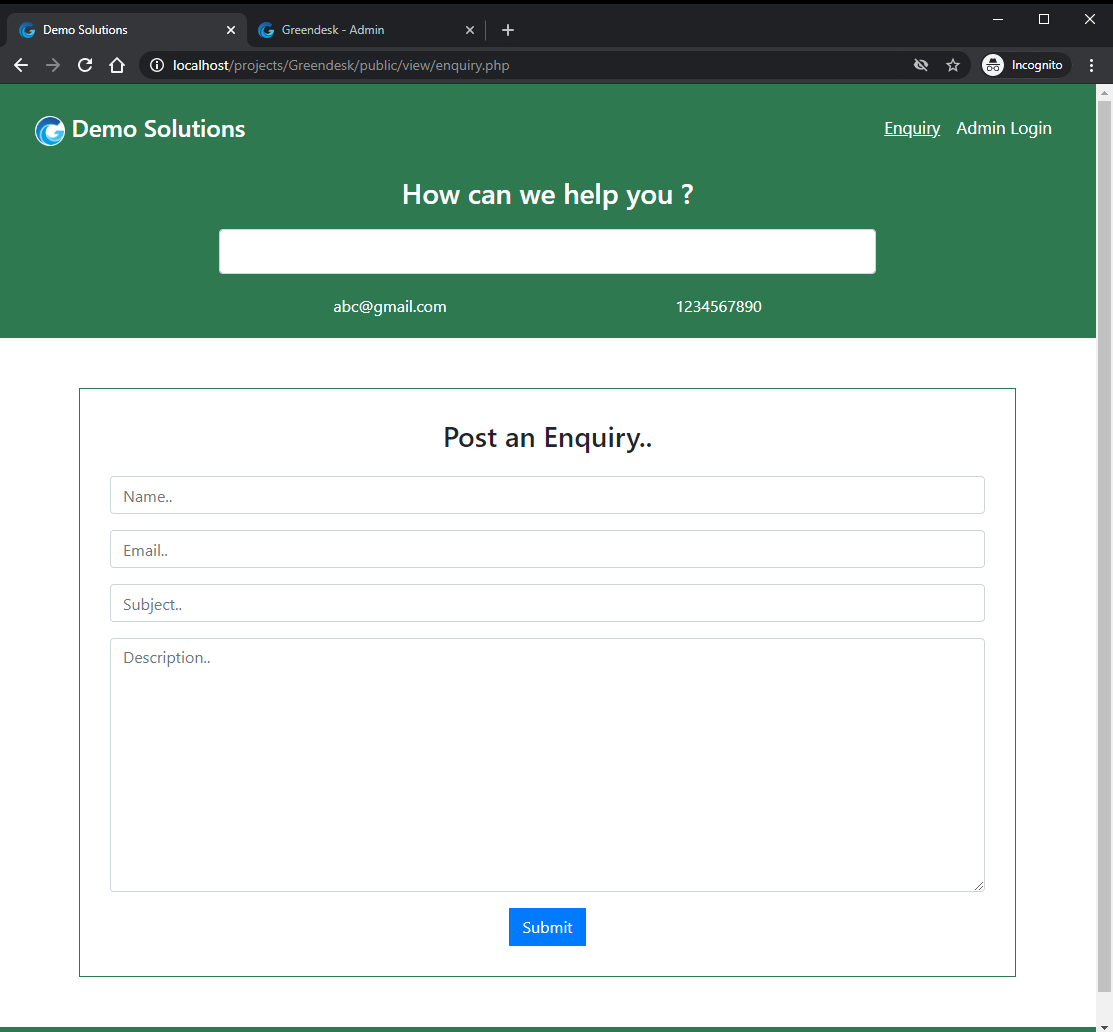 Demo Solutions
Greendesk - Admin
localhost/projects/Greendesk/public/view/enquiry.php
Incognito
Demo Solutions
Enquiry
Admin Login
How can we help you ?
abc@gmail.com
1234567890
Post an Enquiry..
Name..
Email..
Subject..
Description..
Submit